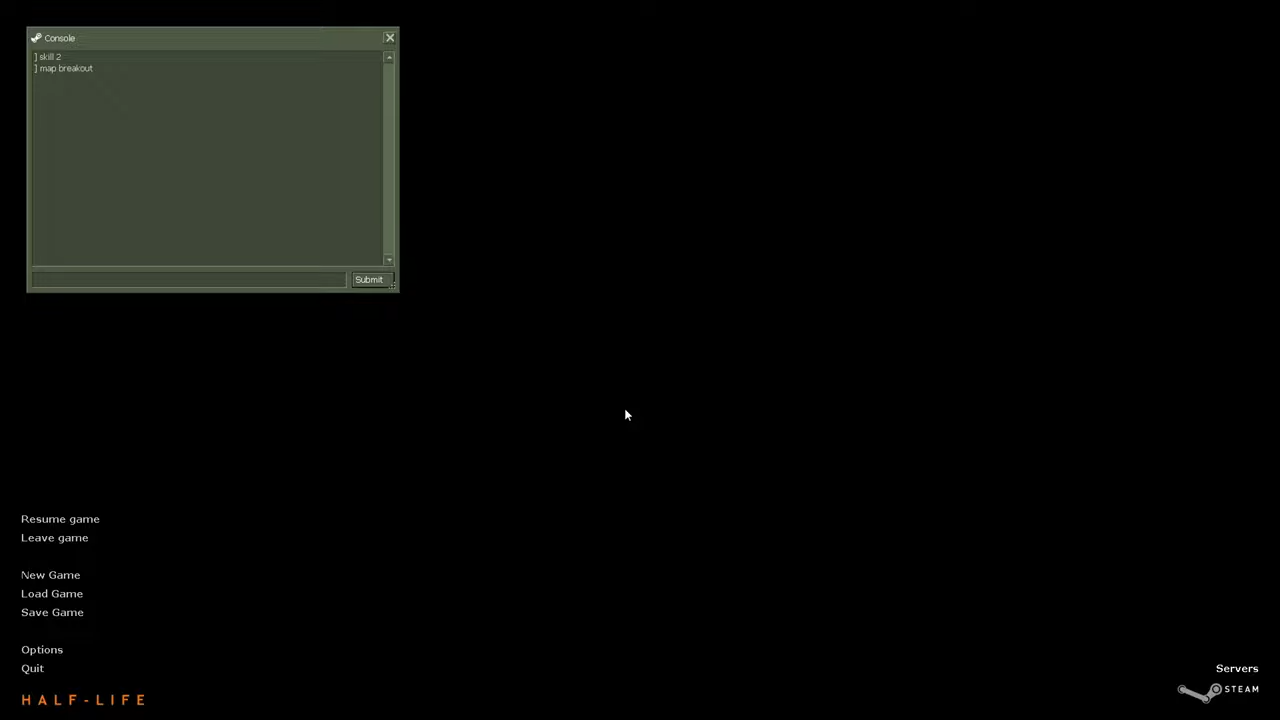 Console
] skill 2
] map breakout
Submit
Resume game
Leave game
New Game
Load Game
Save Game
Options
Quit
Servers
HALF-LIFE
STEAM